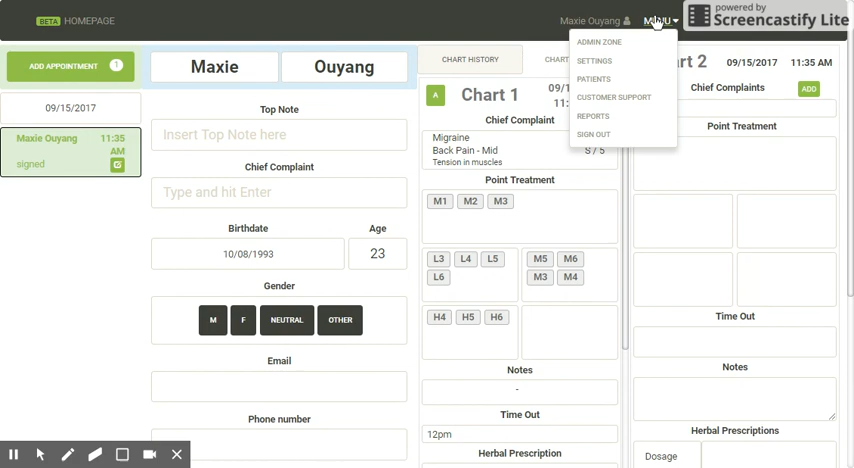 BETA HOMEPAGE
Maxie Ouyang
powered by
Screencastify Lite
ADMIN ZONE
SETTINGS
PATIENTS
CUSTOMER SUPPORT
REPORTS
SIGN OUT
ADD APPOINTMENT 1
09/15/2017
Maxie Ouyang 11:35 AM
signed
Maxie Ouyang
Top Note
Insert Top Note here
Chief Complaint
Type and hit Enter
Birthdate Age
10/08/1993 23
Gender
M F NEUTRAL OTHER
Email
Phone number
CHART HISTORY
A Chart 1
Chief Complaint
Migraine
Back Pain - Mid S / 5
Tension in muscles
Point Treatment
M1 M2 M3
L3 L4 L5 L6
M5 M6 M3 M4
H4 H5 H6
Notes
-
Time Out
12pm
Herbal Prescription
2 09/15/2017 11:35 AM
Chief Complaints ADD
Point Treatment
Time Out
Notes
Herbal Prescriptions
Dosage